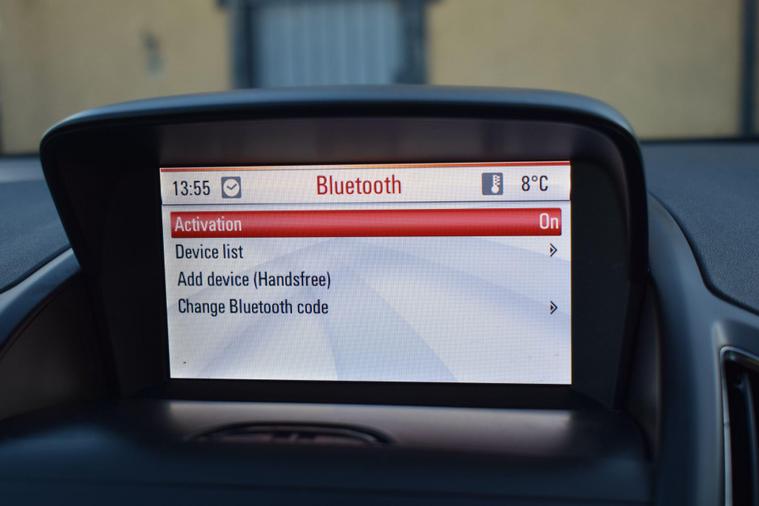 13:55 Bluetooth 8°C
Activation On
Device list
Add device (Handsfree)
Change Bluetooth code